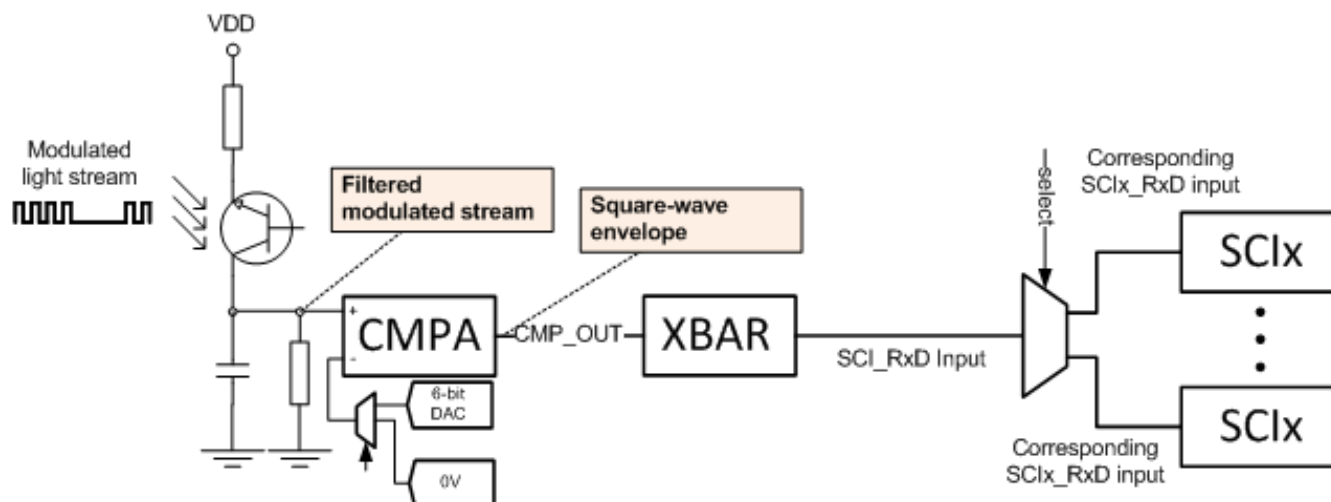 VDD
Modulated
light stream
Filtered
modulated stream
Square-wave
envelope
+
CMPA
-
CMP_OUT
XBAR
SCI_RxD Input
select
Corresponding
SCIx_RxD input
SCIx
SCIx
Corresponding
SCIx_RxD input
6-bit
DAC
0V